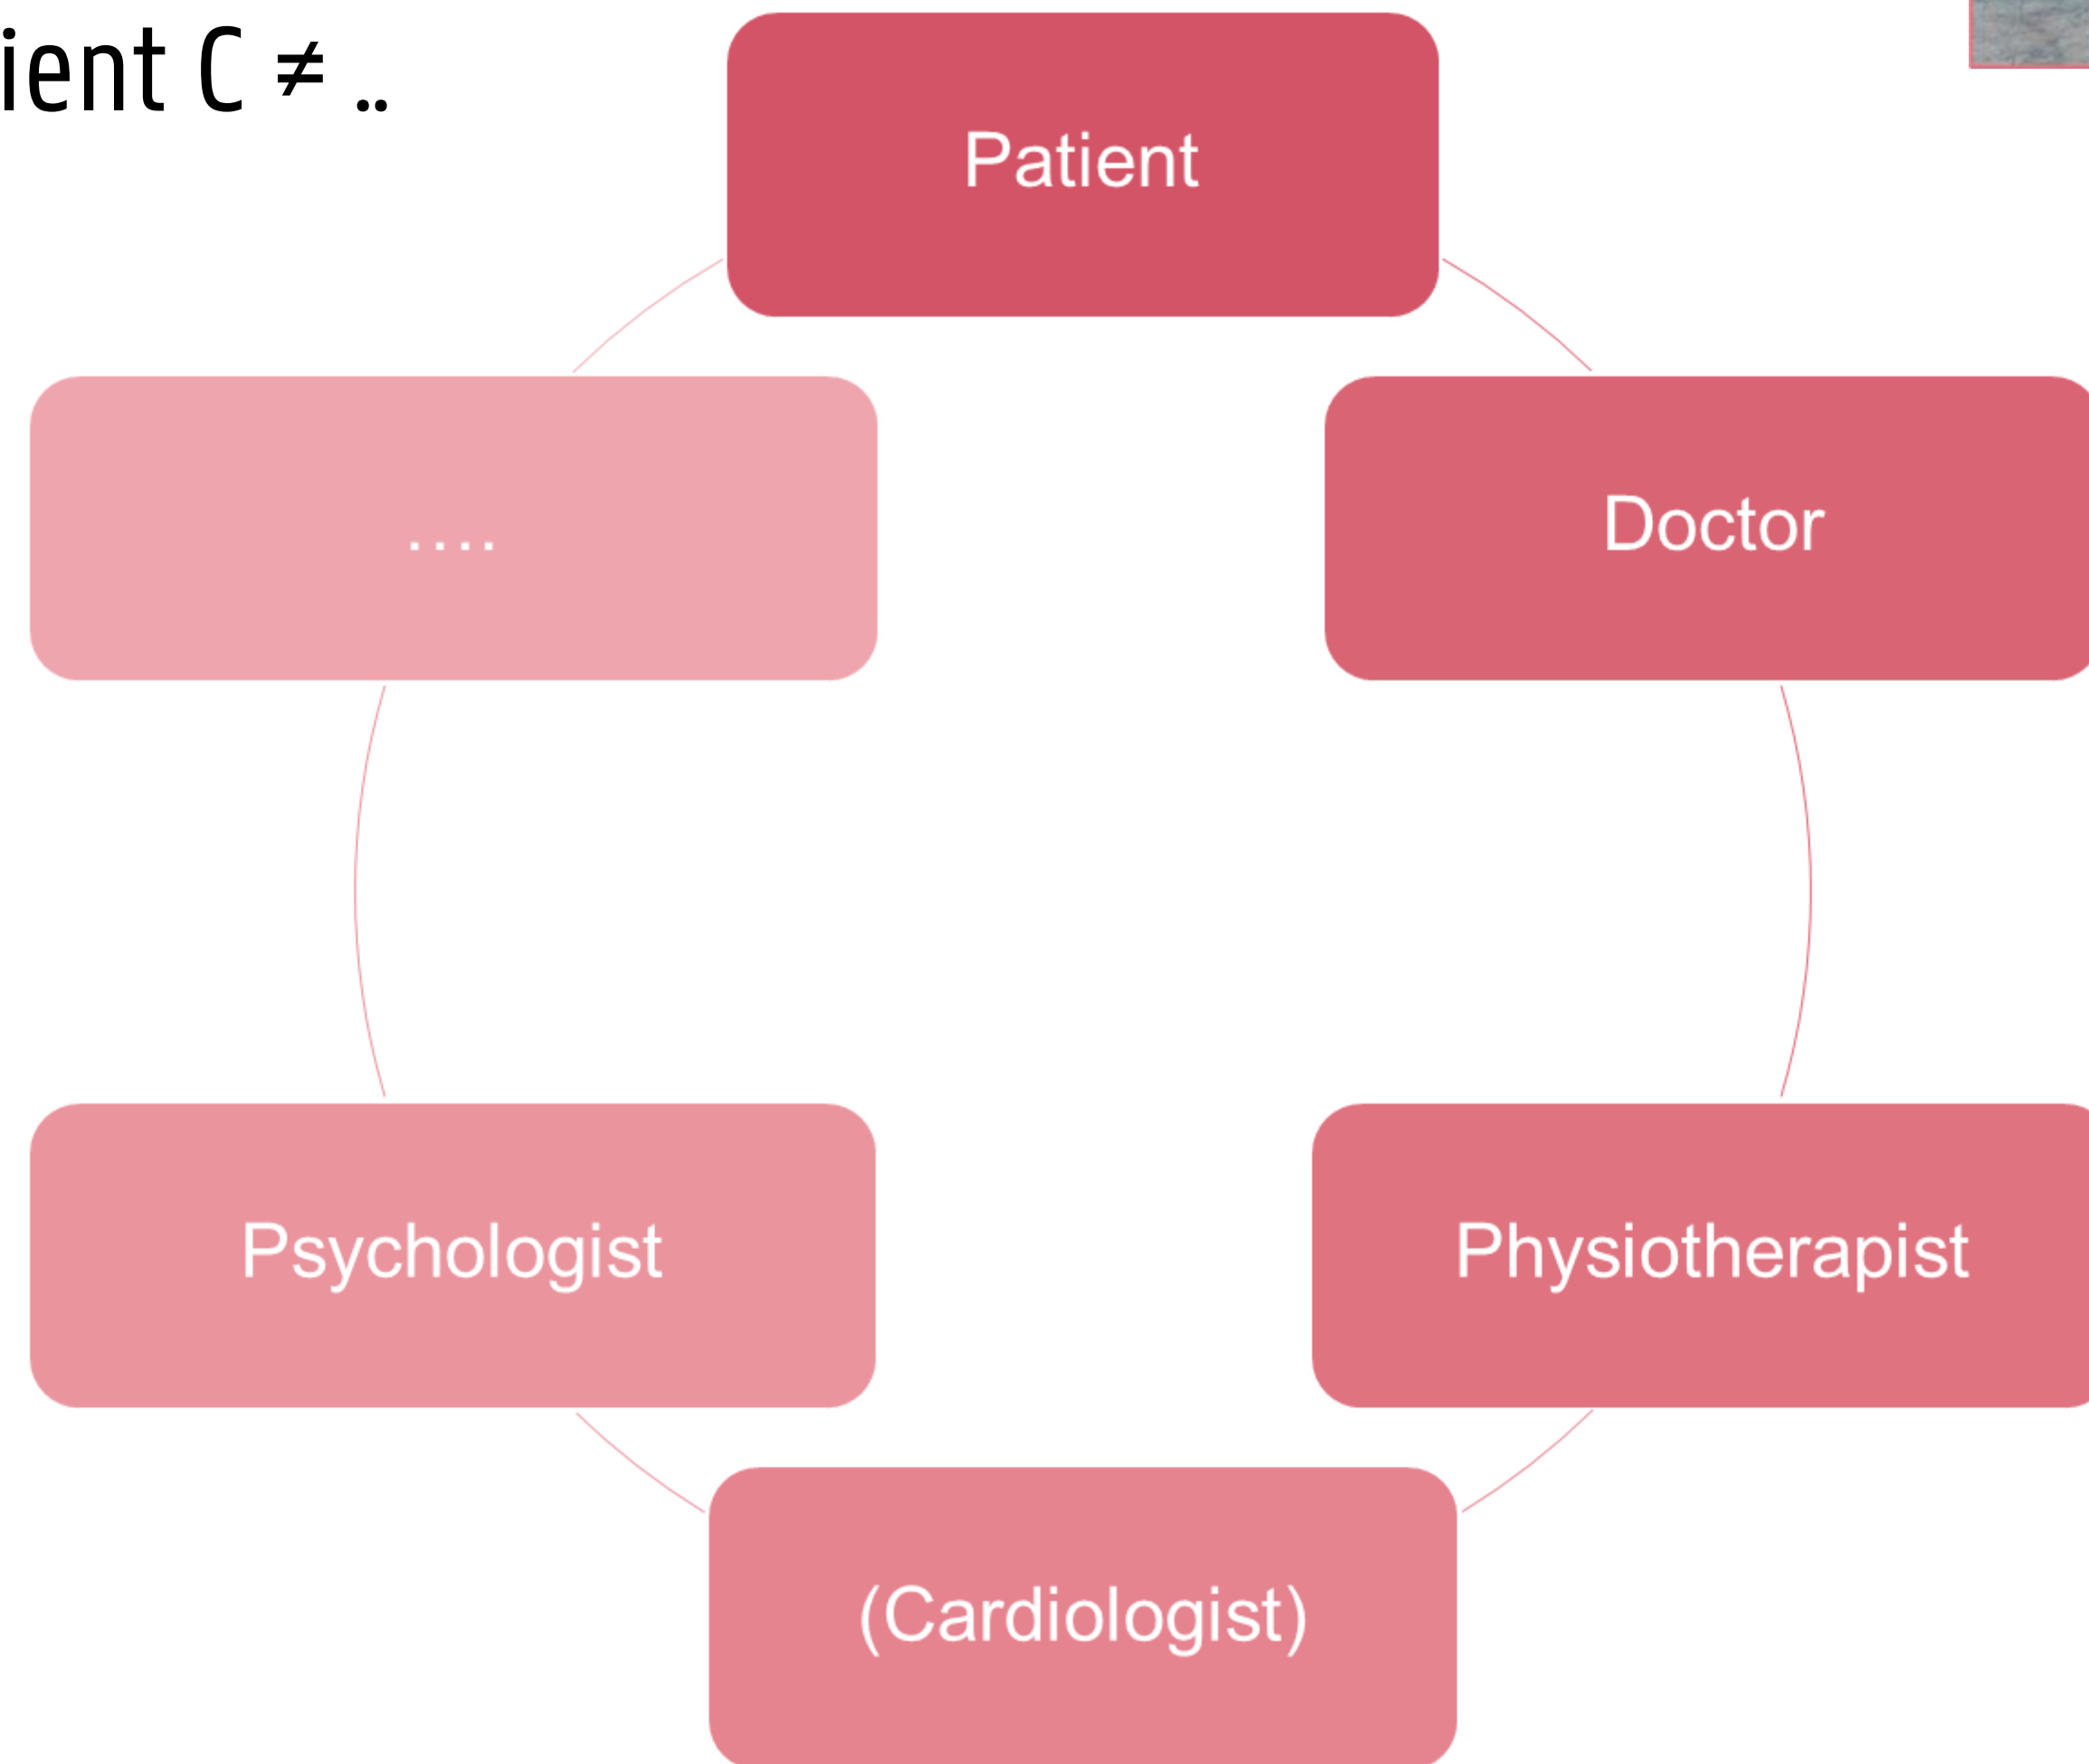 ient C ≠ ..
Patient
....
Doctor
Psychologist
Physiotherapist
(Cardiologist)